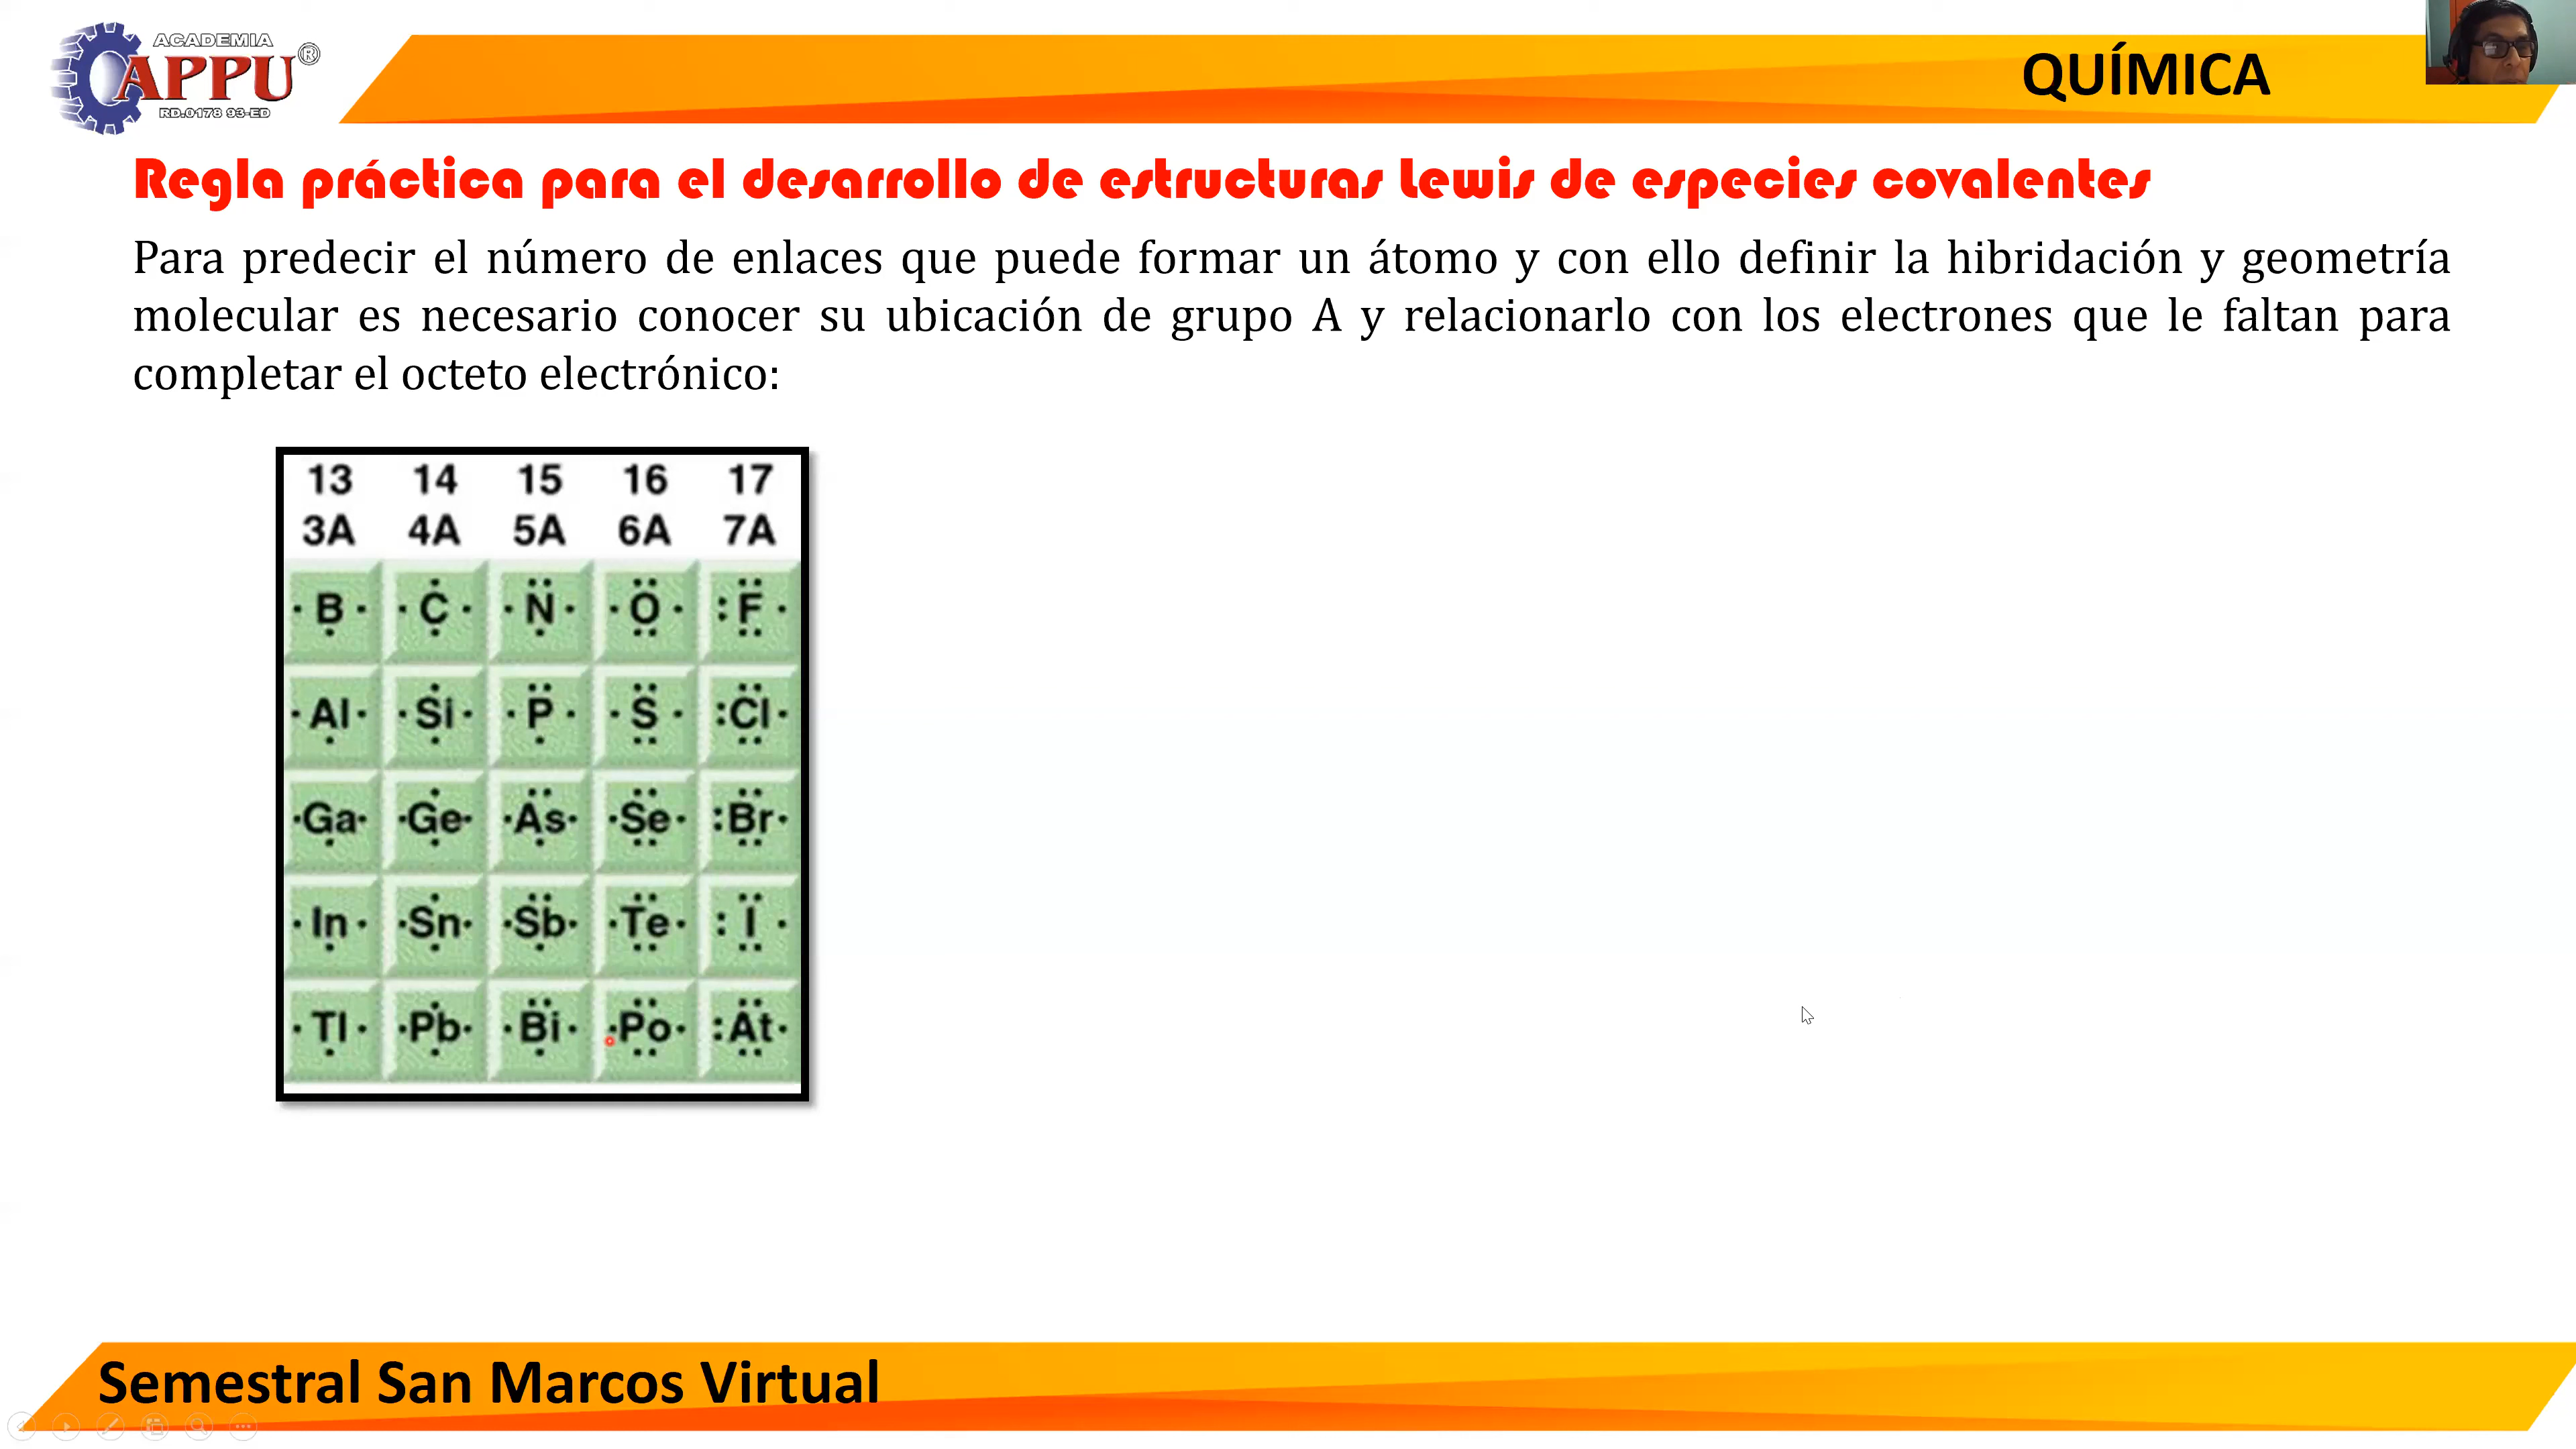 ACADEMIA
APPU®
RD.0178 93-ED
QUÍMICA
Regla práctica para el desarrollo de estructuras Lewis de especies covalentes
Para predecir el número de enlaces que puede formar un átomo y con ello definir la hibridación y geometría
molecular es necesario conocer su ubicación de grupo A y relacionarlo con los electrones que le faltan para
completar el octeto electrónico:
13 14 15 16 17
3A 4A 5A 6A 7A
B C N O F
Al Si P S Cl
Ga Ge As Se Br
In Sn Sb Te I
Tl Pb Bi Po At
Semestral San Marcos Virtual